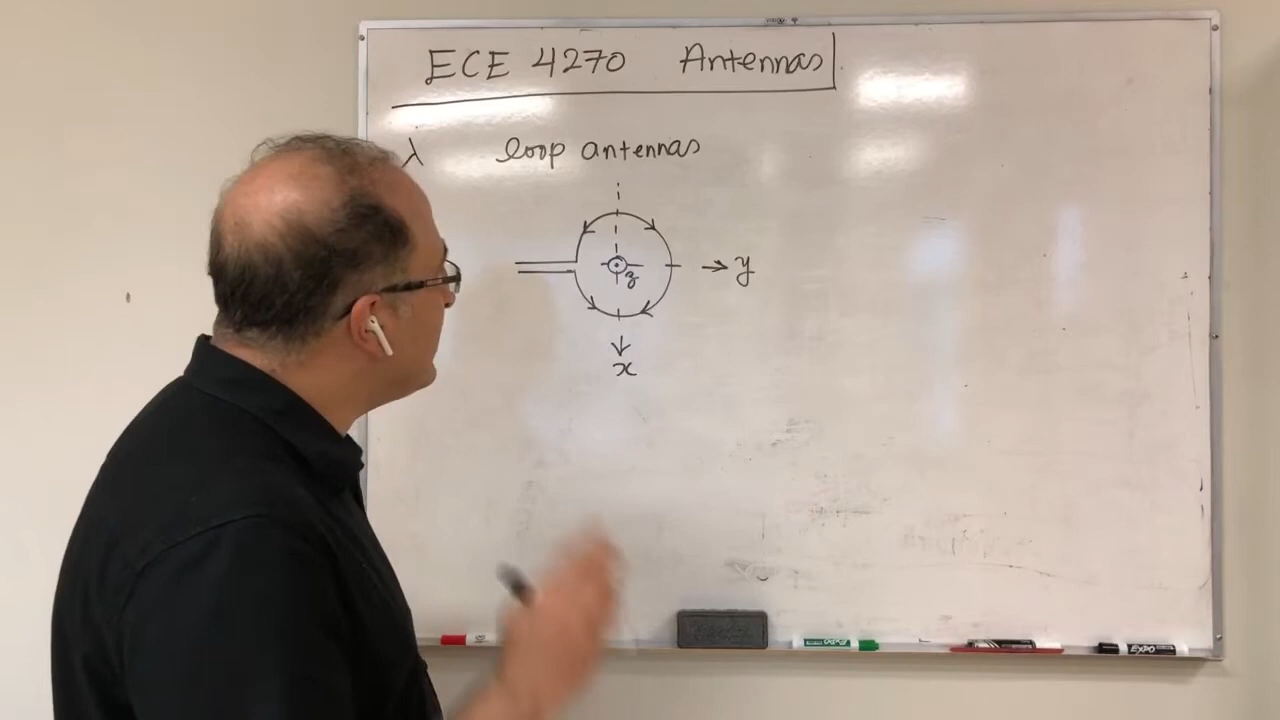 ECE 4270 Antennas
λ loop antennas
z
y
x
EXPO